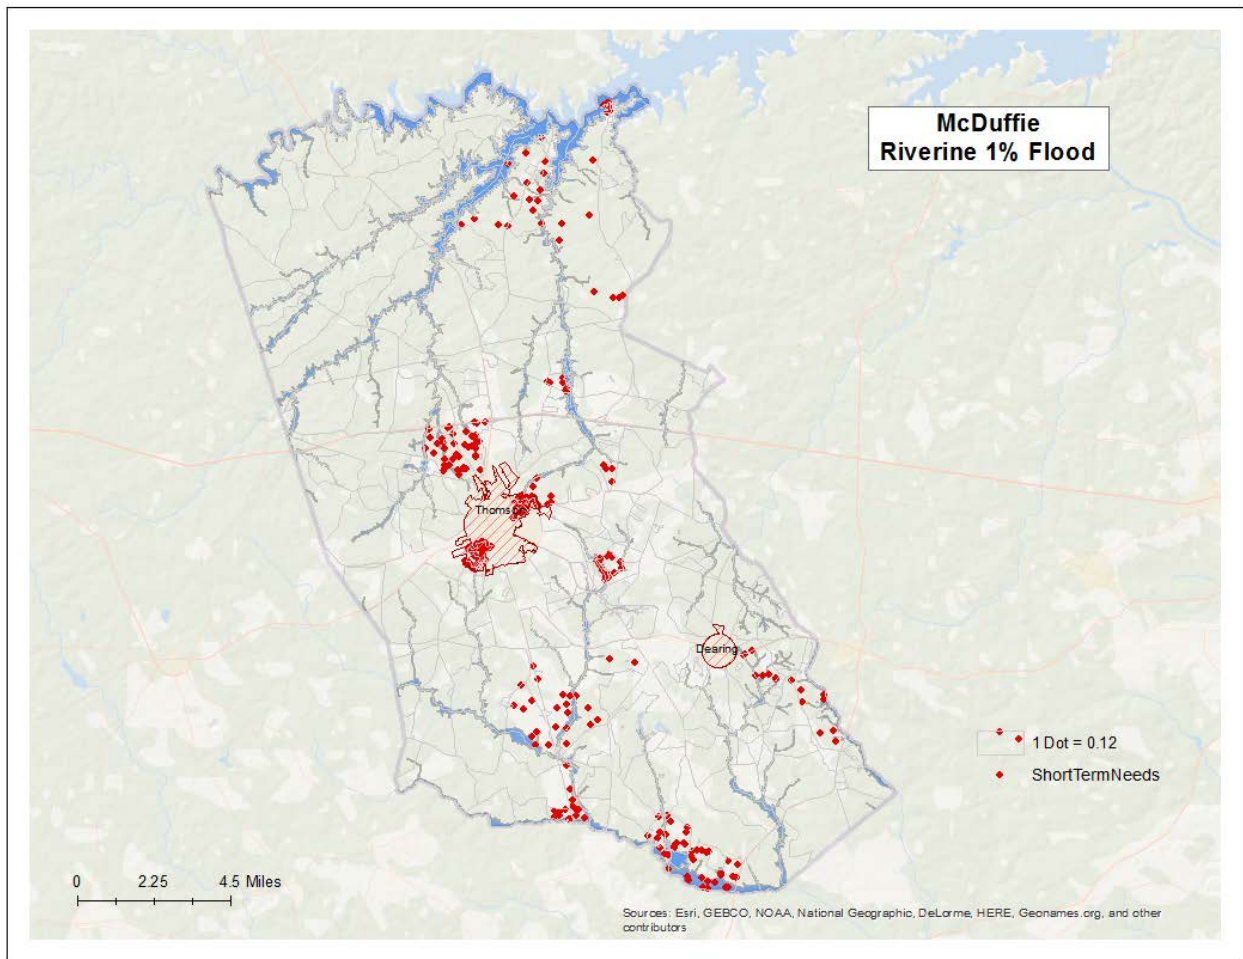 McDuffie
Riverine 1% Flood
Thomson
Dearing
1 Dot = 0.12
ShortTermNeeds
0 2.25 4.5 Miles
Sources: Esri, GEBCO, NOAA, National Geographic, DeLorme, HERE, Geonames.org, and other
contributors